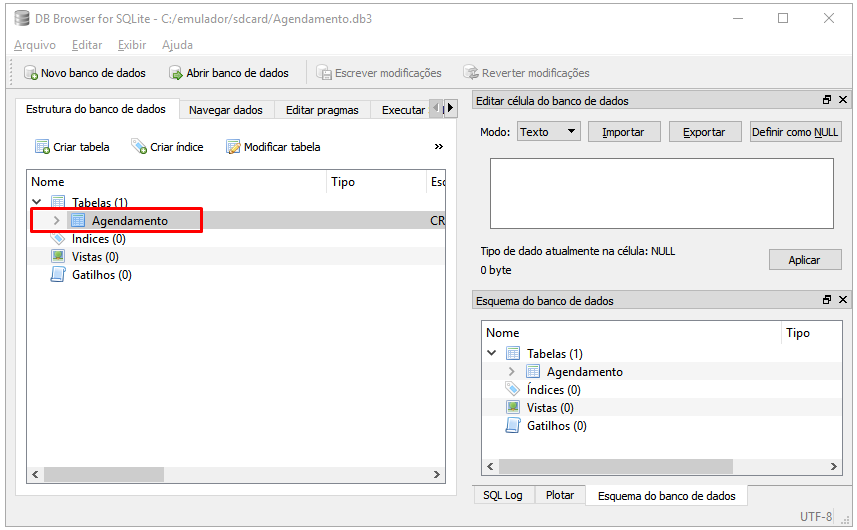 DB Browser for SQLite - C:/emulador/sdcard/Agendamento.db3
Arquivo Editar Exibir Ajuda
Novo banco de dados Abrir banco de dados Escrever modificações Reverter modificações
Estrutura do banco de dados Navegar dados Editar pragmas Executar
Criar tabela Criar índice Modificar tabela »
Nome Tipo Esc
Tabelas (1)
Agendamento CR
Índices (0)
Vistas (0)
Gatilhos (0)
Editar célula do banco de dados
Modo: Texto Importar Exportar Definir como NULL
Tipo de dado atualmente na célula: NULL
0 byte
Aplicar
Esquema do banco de dados
Nome Tipo
Tabelas (1)
Agendamento
Índices (0)
Vistas (0)
Gatilhos (0)
SQL Log Plotar Esquema do banco de dados
UTF-8